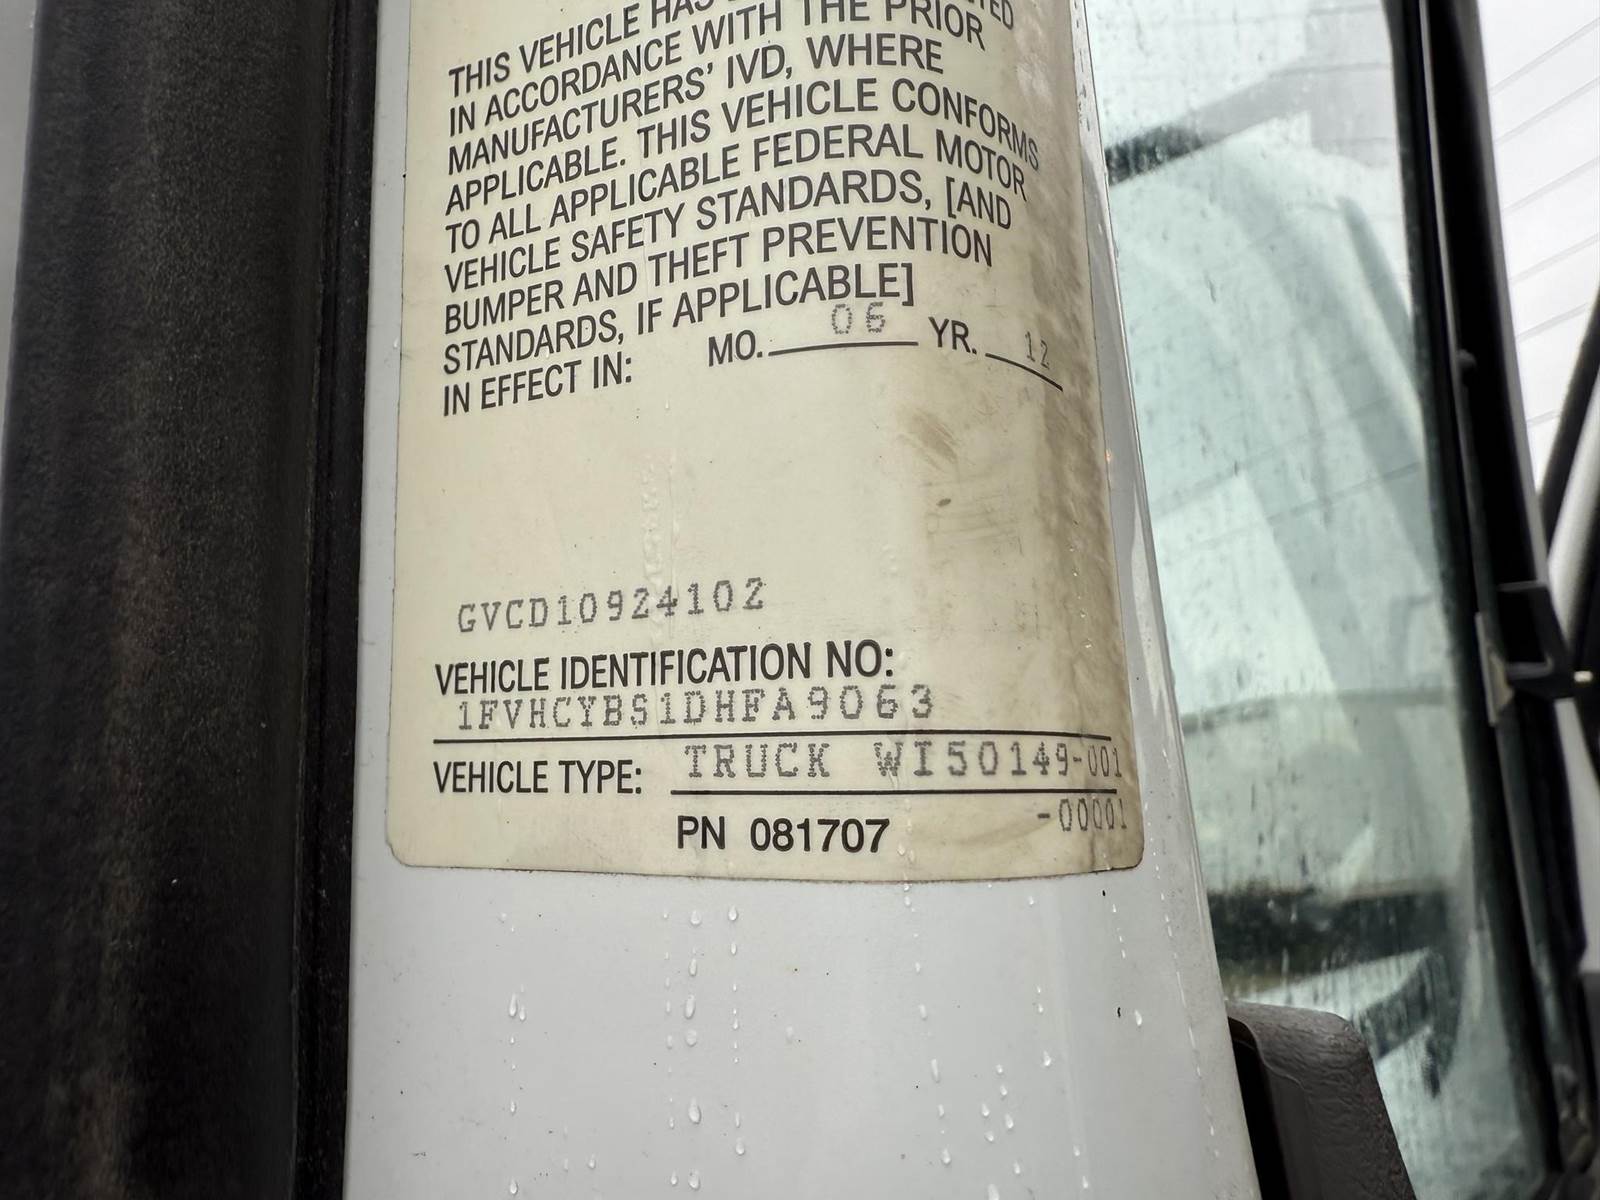 THIS VEHICLE HAS
IN ACCORDANCE WITH THE PRIOR
MANUFACTURERS' IVD, WHERE
APPLICABLE. THIS VEHICLE CONFORMS
TO ALL APPLICABLE FEDERAL MOTOR
VEHICLE SAFETY STANDARDS, [AND
BUMPER AND THEFT PREVENTION
STANDARDS, IF APPLICABLE]
IN EFFECT IN: MO. 06 YR. 12
GVCD10924102
VEHICLE IDENTIFICATION NO:
1FVHCYBS1DHFA9063
VEHICLE TYPE: TRUCK WI50149-001
-00001
PN 081707